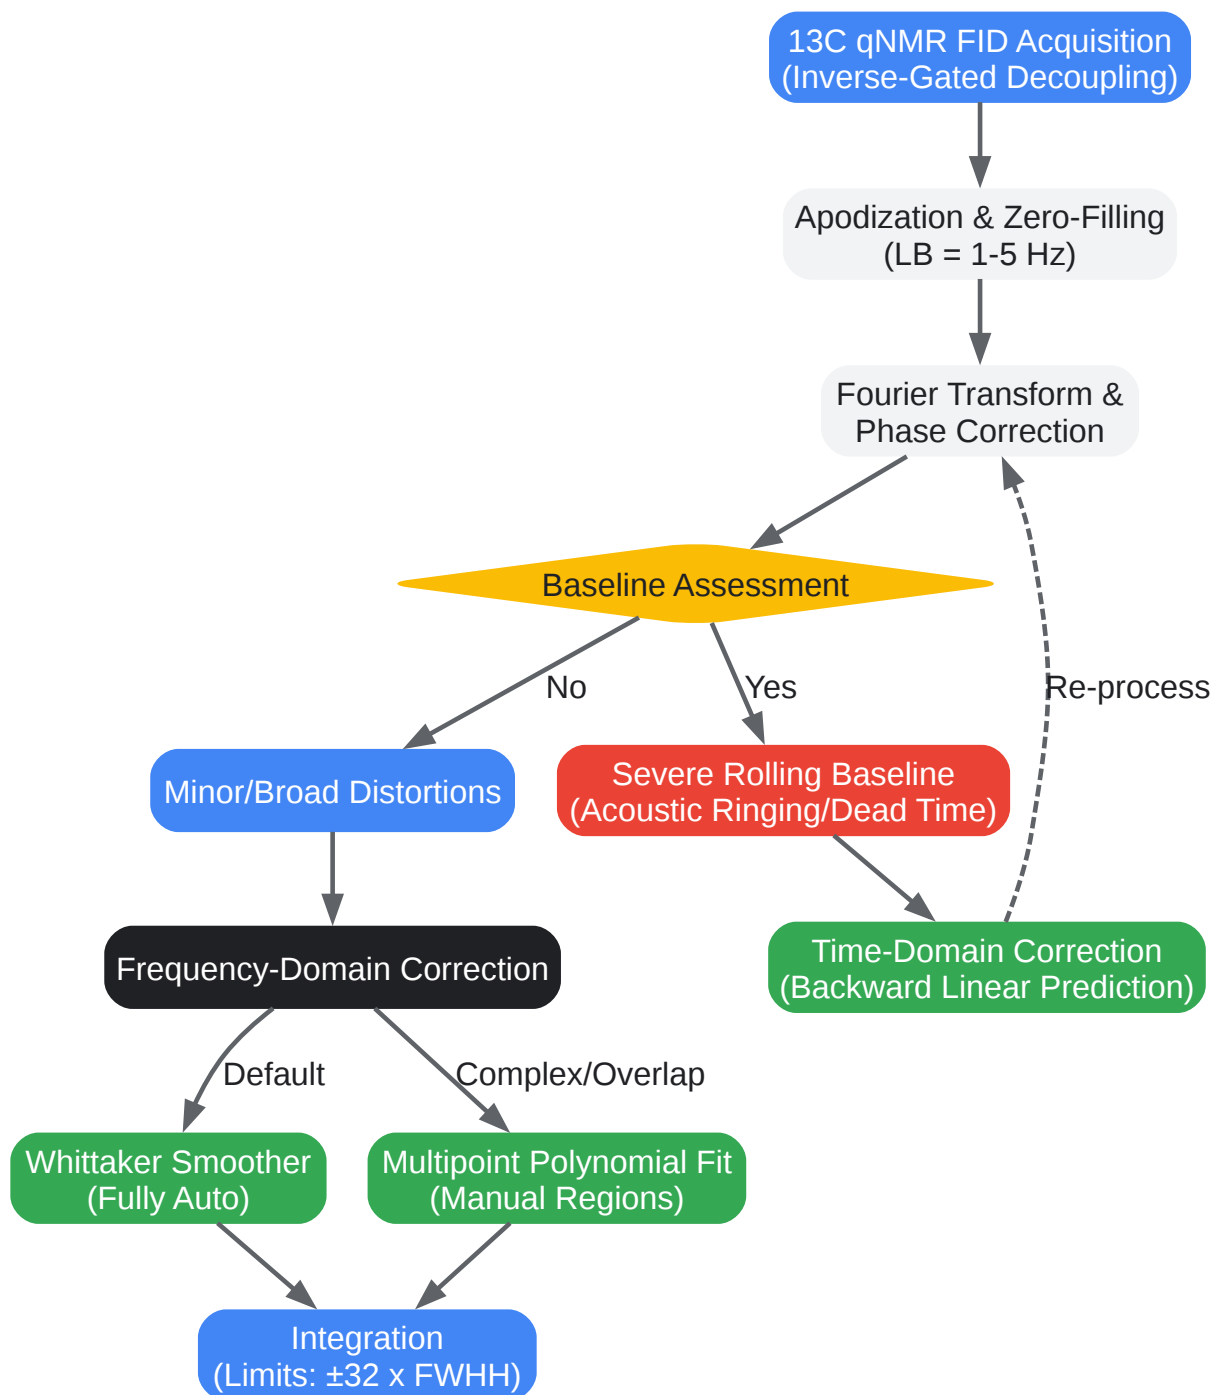 13C qNMR FID Acquisition
(Inverse-Gated Decoupling)
Apodization & Zero-Filling
(LB = 1-5 Hz)
Fourier Transform &
Phase Correction
Baseline Assessment
No
Yes
Re-process
Minor/Broad Distortions
Severe Rolling Baseline
(Acoustic Ringing/Dead Time)
Frequency-Domain Correction
Time-Domain Correction
(Backward Linear Prediction)
Default
Complex/Overlap
Whittaker Smoother
(Fully Auto)
Multipoint Polynomial Fit
(Manual Regions)
Integration
(Limits: ±32 x FWHH)